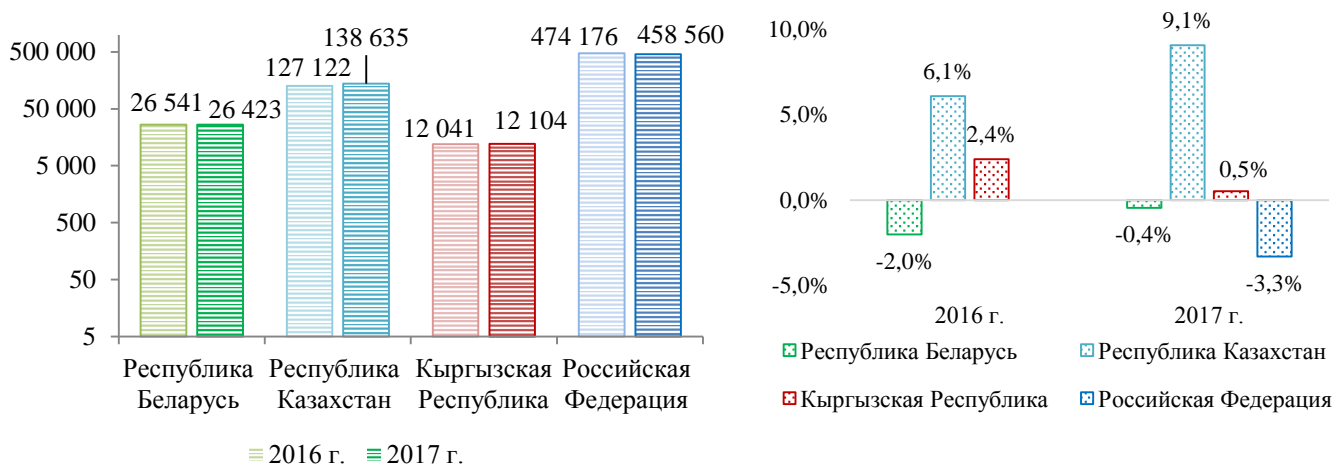 138 635
474 176 458 560
500 000
127 122
50 000
26 541 26 423
12 041 12 104
5 000
500
50
5
Республика Беларусь
Республика Казахстан
Кыргызская Республика
Российская Федерация
2016 г. 2017 г.
10,0%
9,1%
6,1%
5,0%
2,4%
0,5%
0,0%
-0,4%
-2,0%
-3,3%
-5,0%
2016 г. 2017 г.
Республика Беларусь Республика Казахстан
Кыргызская Республика Российская Федерация